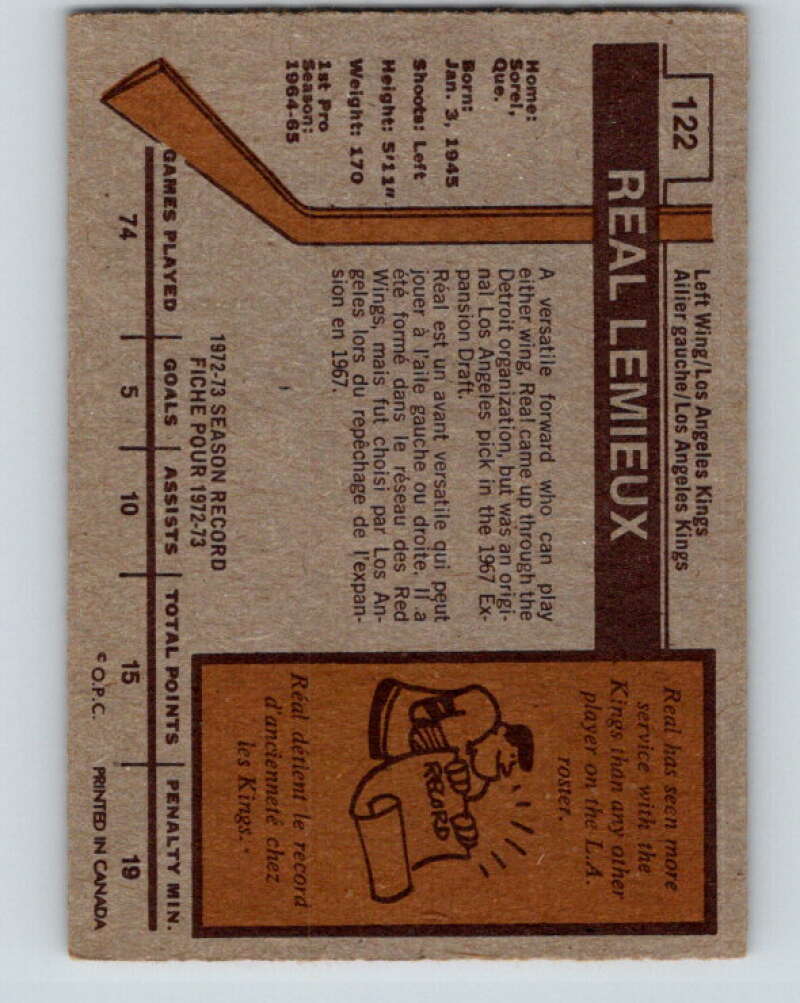 122
Left Wing/Los Angeles Kings
Ailier gauche/Los Angeles Kings
REAL LEMIEUX
Home:
Sorel,
Que.
Born:
Jan. 3, 1945
Shoots: Left
Height: 5'11"
Weight: 170
1st Pro
Season:
1964-65
A versatile forward who can play
either wing, Real came up through the
Detroit organization, but was an origi-
nal Los Angeles pick in the 1967 Ex-
pansion Draft.
Réal est un avant versatile qui peut
jouer à l'aile gauche ou droite. Il a
été formé dans le réseau des Red
Wings, mais fut choisi par Los An-
geles lors du repêchage de l'expan-
sion en 1967.
Real has seen more
service with the
Kings than any other
player on the L.A.
roster.
RECORD
Réal détient le record
d'ancienneté chez
les Kings.
1972-73 SEASON RECORD
FICHE POUR 1972-73
GAMES PLAYED GOALS ASSISTS TOTAL POINTS PENALTY MIN.
74 5 10 15 19
© O.P.C. PRINTED IN CANADA